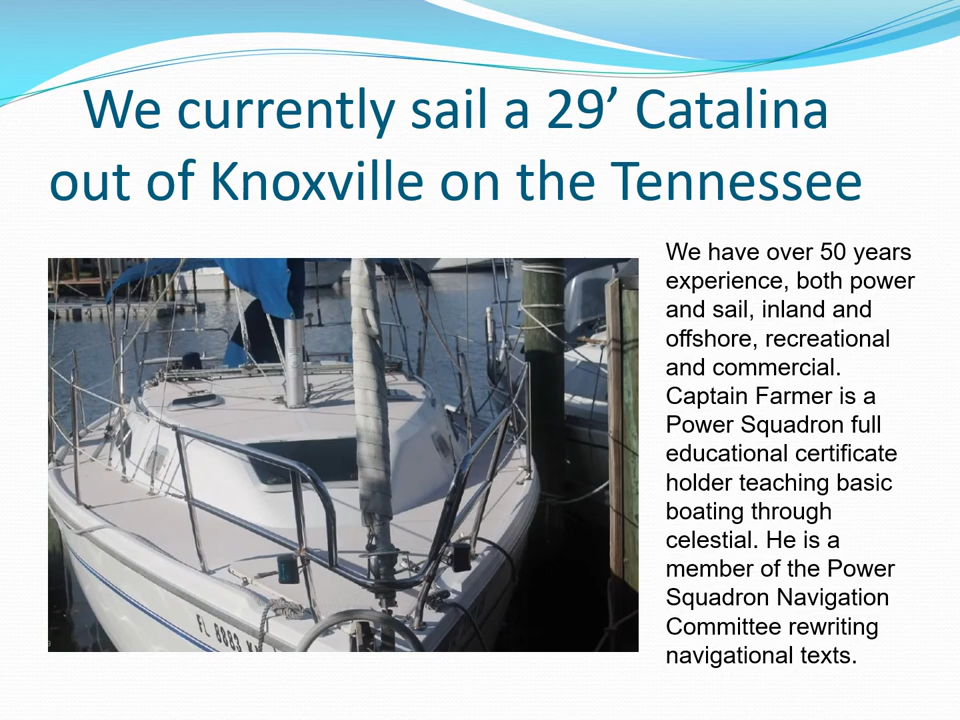 We currently sail a 29’ Catalina
out of Knoxville on the Tennessee
We have over 50 years
experience, both power
and sail, inland and
offshore, recreational
and commercial.
Captain Farmer is a
Power Squadron full
educational certificate
holder teaching basic
boating through
celestial. He is a
member of the Power
Squadron Navigation
Committee rewriting
navigational texts.
FL 8883